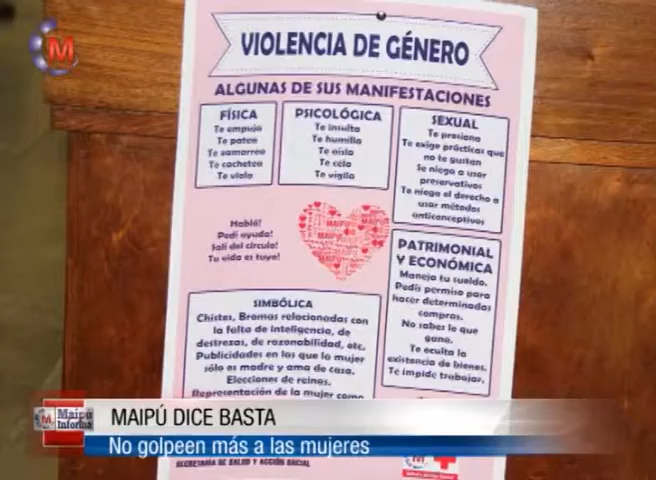 M
VIOLENCIA DE GÉNERO
ALGUNAS DE SUS MANIFESTACIONES
FÍSICA
Te empuja
Te patea
Te zamarrea
Te cachetea
Te viola
PSICOLÓGICA
Te insulta
Te humilla
Te aísla
Te cela
Te vigila
SEXUAL
Te presiona
Te exige prácticas que
no te gustan
Se niega a usar
preservativos
Te niega el derecho a
usar métodos
anticonceptivos
Hablá!
Pedí ayuda!
Salí del círculo!
Tu vida es tuya!
MAIPÚ
PATRIMONIAL
Y ECONÓMICA
Maneja tu sueldo.
Pedís permiso para
hacer determinadas
compras.
No saber lo que
gana.
Te oculta la
existencia de bienes.
Te impide trabajar.
SIMBÓLICA
Chistes, Bromas relacionadas con
la falta de inteligencia, de
destrezas, de razonabilidad, etc.
Publicidades en las que la mujer
sólo es madre y ama de casa.
Elecciones de reinas.
Representación de la mujer como
Maipú
Informa
MAIPÚ DICE BASTA
No golpeen más a las mujeres
SECRETARÍA DE SALUD Y ACCIÓN SOCIAL